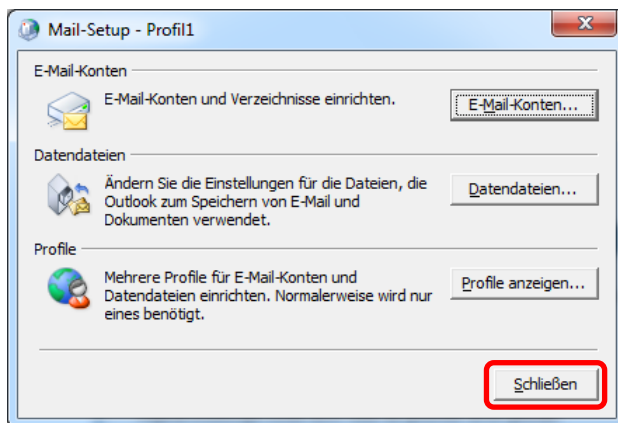 Mail-Setup - Profil1
E-Mail-Konten
E-Mail-Konten und Verzeichnisse einrichten.
E-Mail-Konten...
Datendateien
Ändern Sie die Einstellungen für die Dateien, die
Outlook zum Speichern von E-Mail und
Dokumenten verwendet.
Datendateien...
Profile
Mehrere Profile für E-Mail-Konten und
Datendateien einrichten. Normalerweise wird nur
eines benötigt.
Profile anzeigen...
Schließen